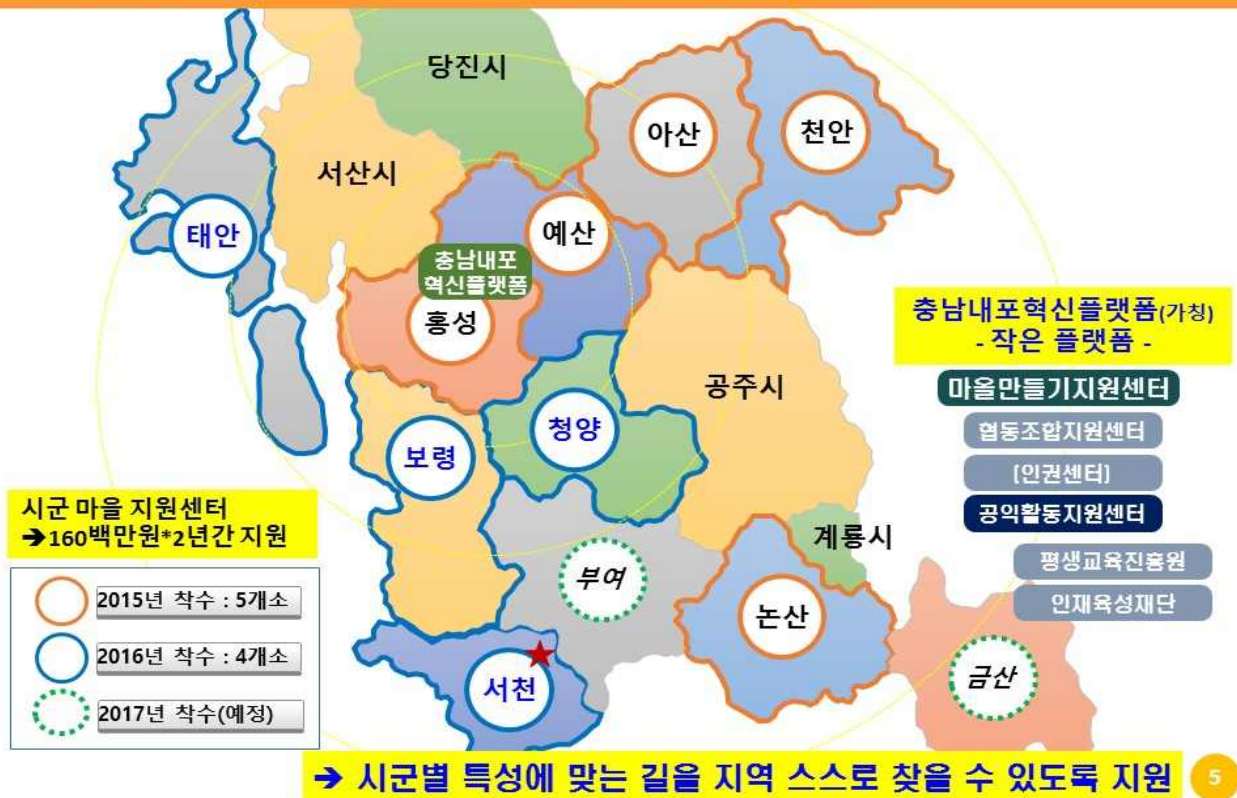 당진시
아산
천안
서산시
태안
예산
충남내포
혁신플랫폼
홍성
충남내포혁신플랫폼(가칭)
- 작은 플랫폼 -
마을만들기지원센터
협동조합지원센터
[인권센터]
공익활동지원센터
평생교육진흥원
인재육성재단
공주시
청양
보령
시군 마을 지원센터
➔160백만원*2년간 지원
2015년 착수 : 5개소
2016년 착수 : 4개소
2017년 착수(예정)
계룡시
부여
논산
서천
금산
➔ 시군별 특성에 맞는 길을 지역 스스로 찾을 수 있도록 지원
5